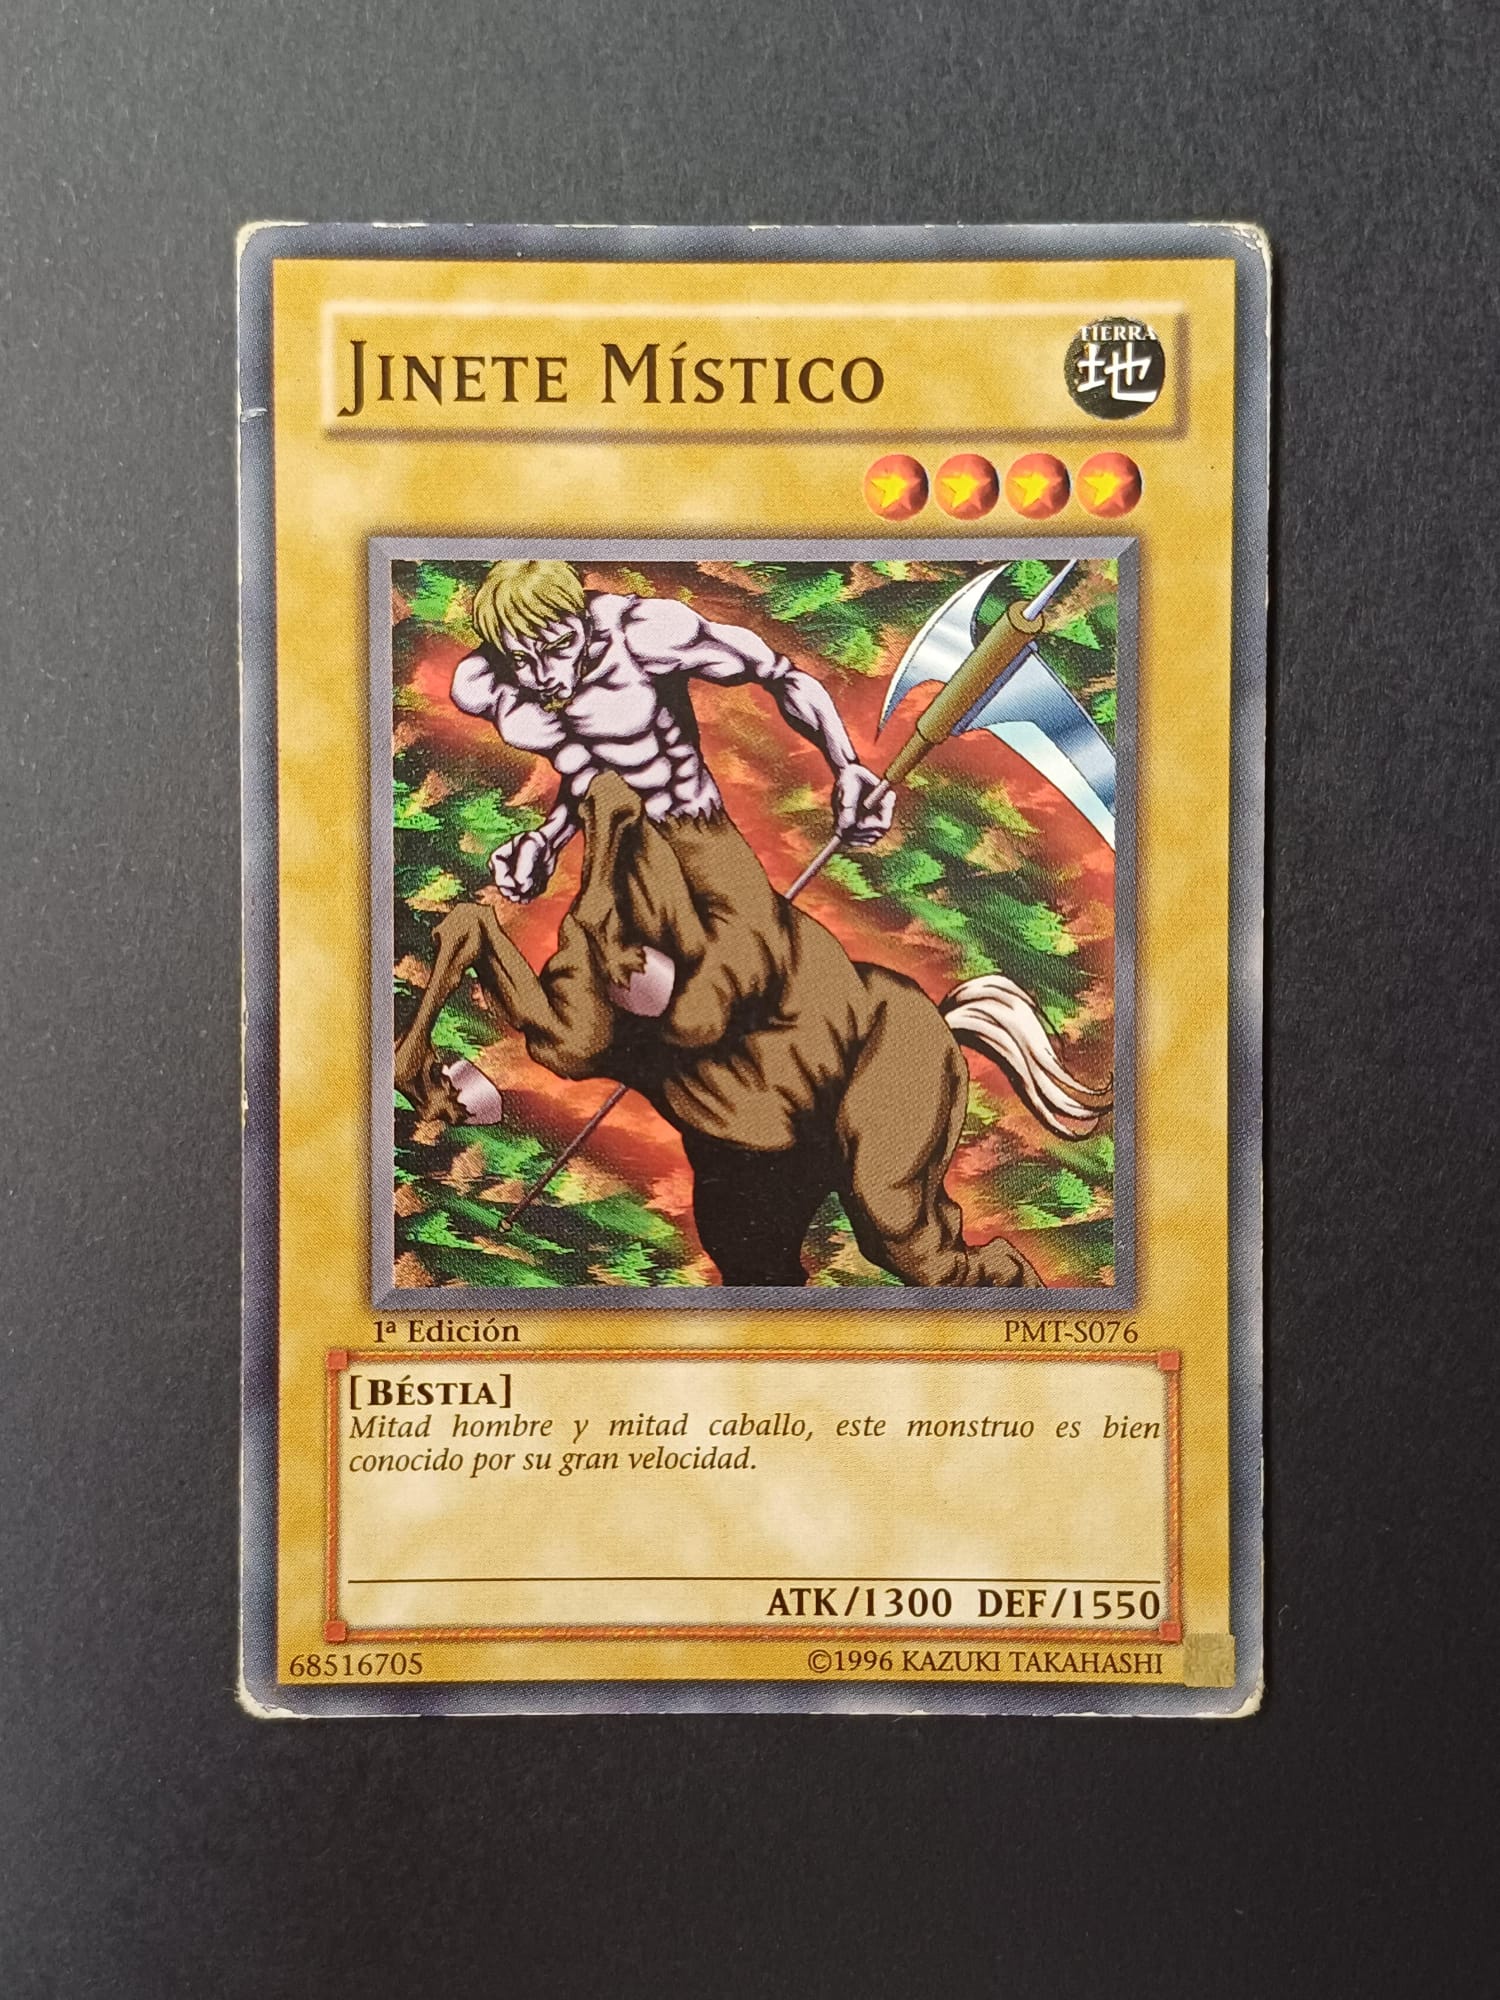 Jinete Místico
TIERRA
地
1ª Edición
PMT-S076
[Béstia]
Mitad hombre y mitad caballo, este monstruo es bien
conocido por su gran velocidad.
ATK/1300 DEF/1550
68516705
©1996 KAZUKI TAKAHASHI